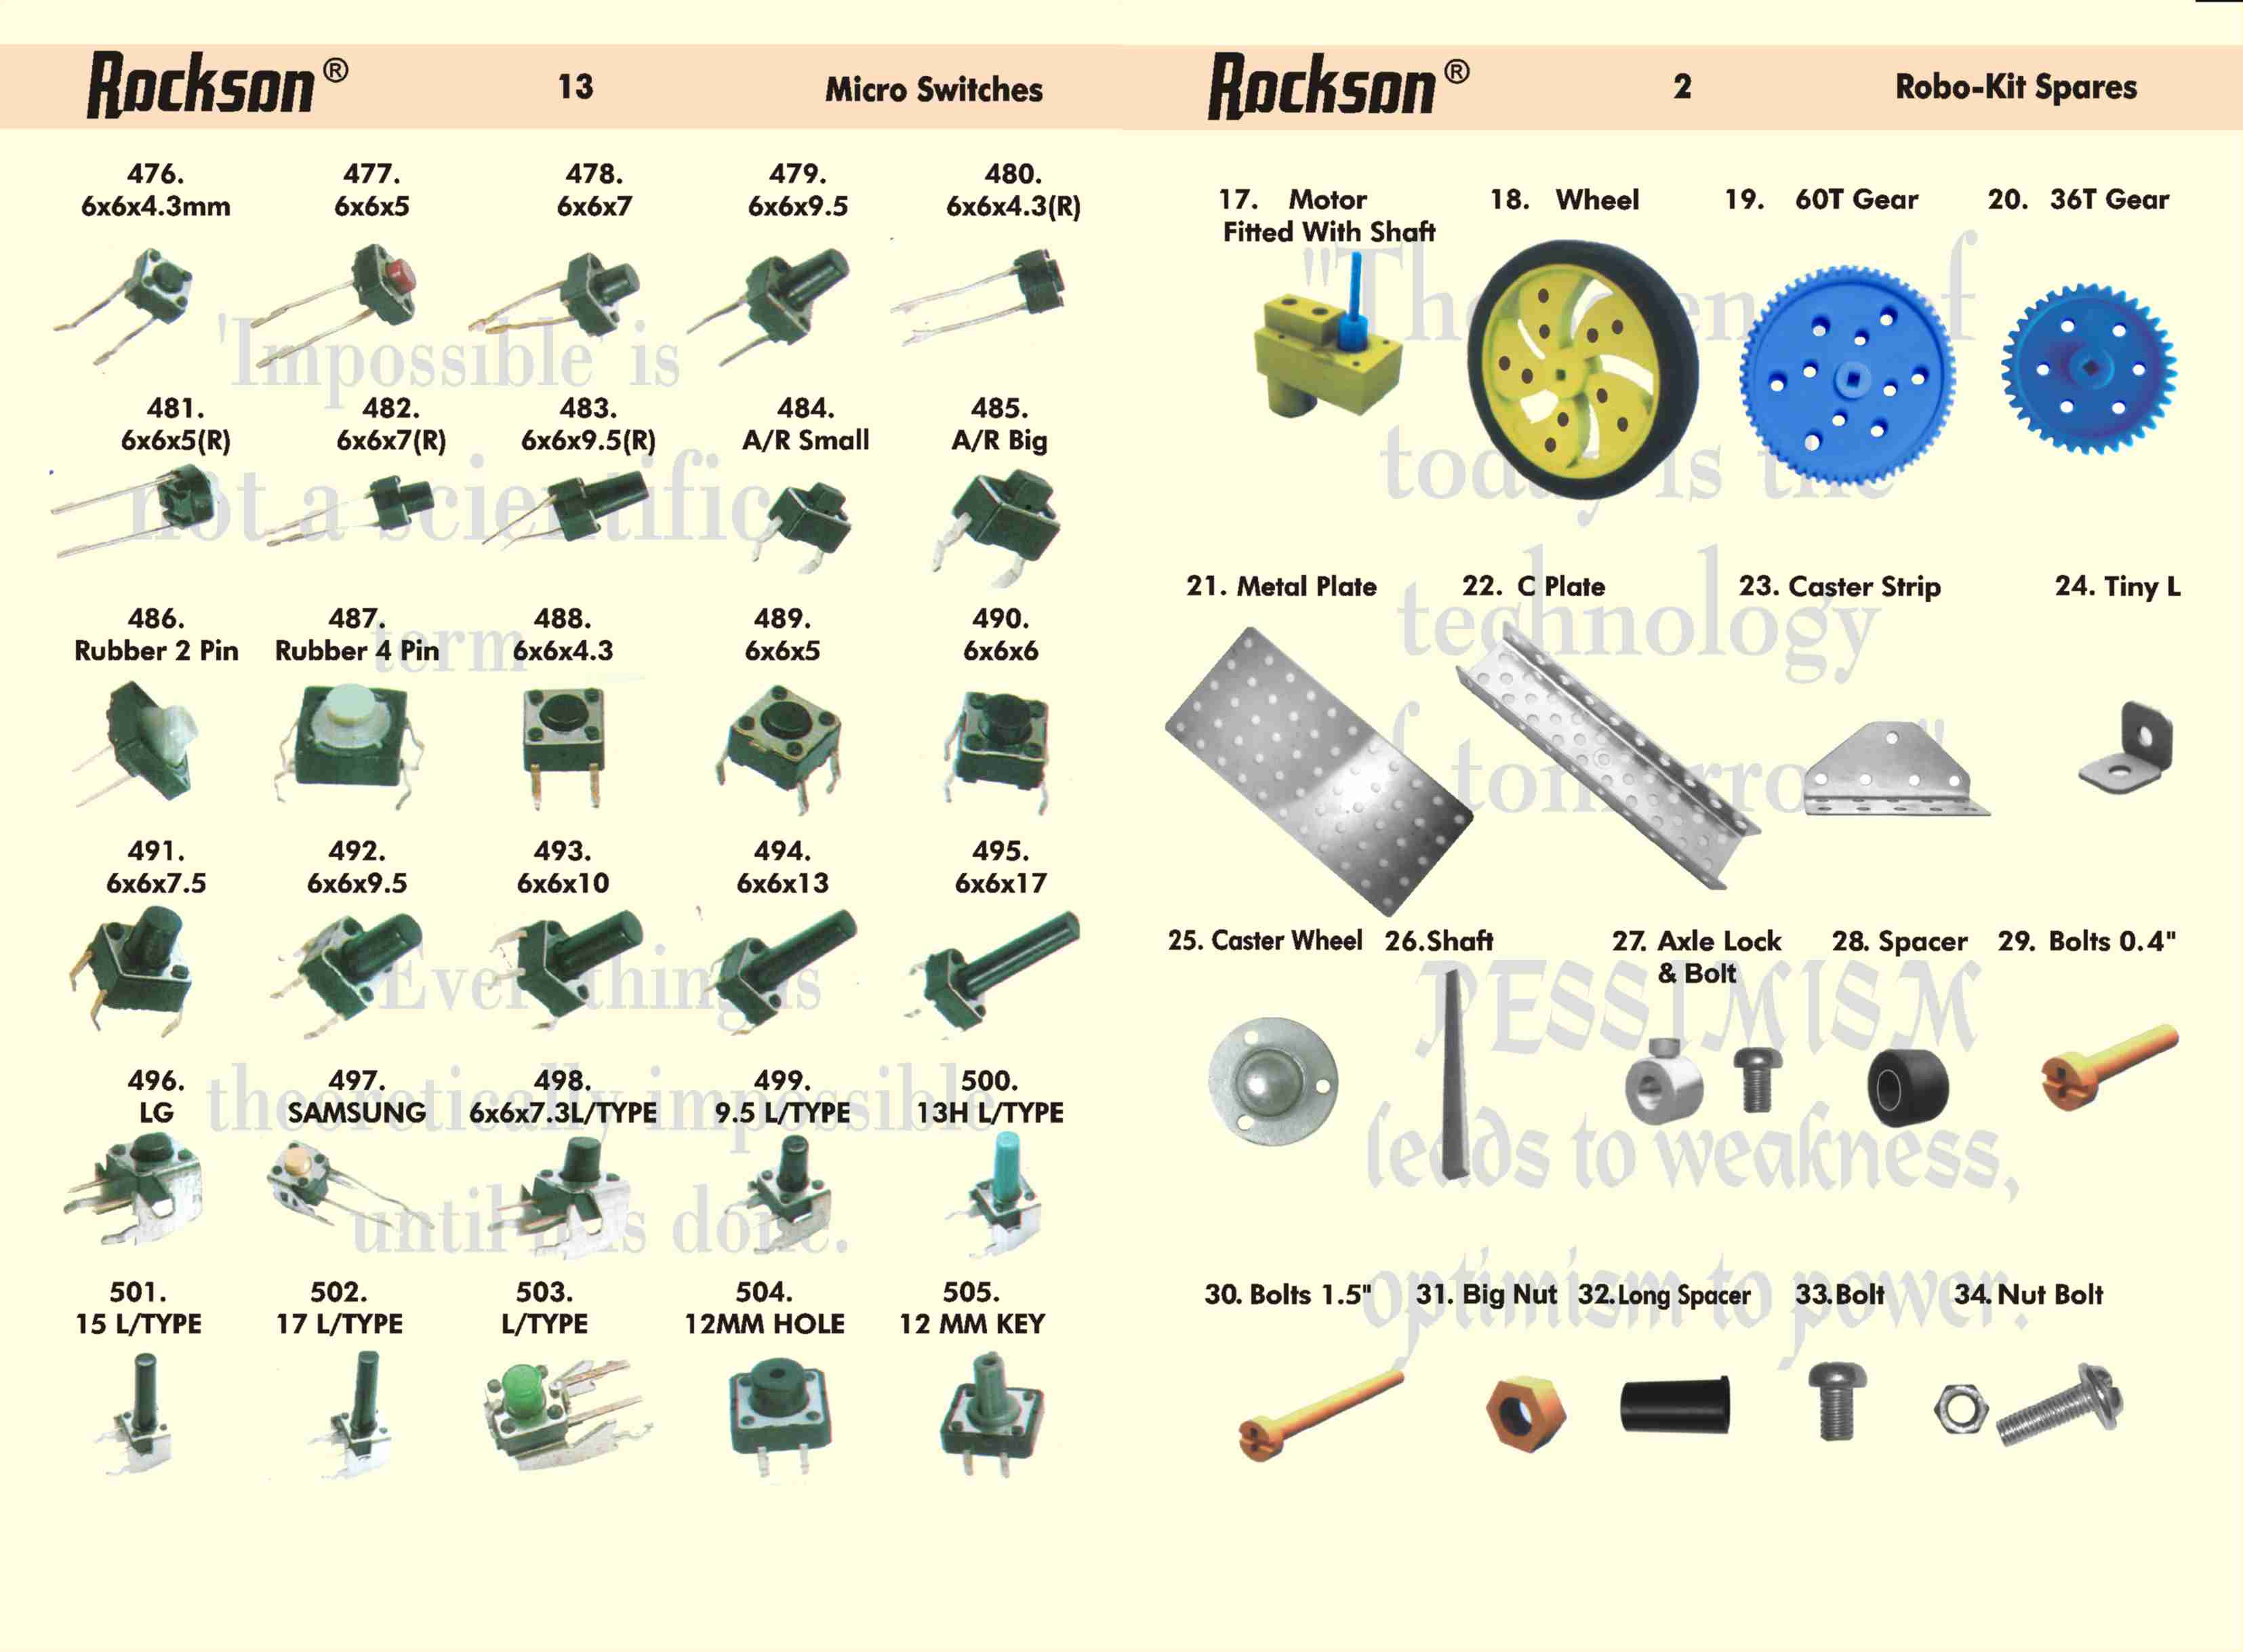 Rockson®
13
Micro Switches
476.
6x6x4.3mm
477.
6x6x5
478.
6x6x7
479.
6x6x9.5
480.
6x6x4.3(R)
481.
6x6x5(R)
482.
6x6x7(R)
483.
6x6x9.5(R)
484.
A/R Small
485.
A/R Big
486.
Rubber 2 Pin
487.
Rubber 4 Pin
488.
6x6x4.3
489.
6x6x5
490.
6x6x6
491.
6x6x7.5
492.
6x6x9.5
493.
6x6x10
494.
6x6x13
495.
6x6x17
496.
LG
497.
SAMSUNG
498.
6x6x7.3L/TYPE
499.
9.5 L/TYPE
500.
13H L/TYPE
501.
15 L/TYPE
502.
17 L/TYPE
503.
L/TYPE
504.
12MM HOLE
505.
12 MM KEY
'Impossible is
not a scientific
term
Everything is
theoretically impossible
until it is done.
Rockson®
2
Robo-Kit Spares
17. Motor
Fitted With Shaft
18. Wheel
19. 60T Gear
20. 36T Gear
21. Metal Plate
22. C Plate
23. Caster Strip
24. Tiny L
25. Caster Wheel
26.Shaft
27. Axle Lock
& Bolt
28. Spacer
29. Bolts 0.4"
30. Bolts 1.5"
31. Big Nut
32.Long Spacer
33.Bolt
34. Nut Bolt
"The of
today is the
technology
of tomorrow"
PESSIMISM
leads to weakness,
optimism to power.